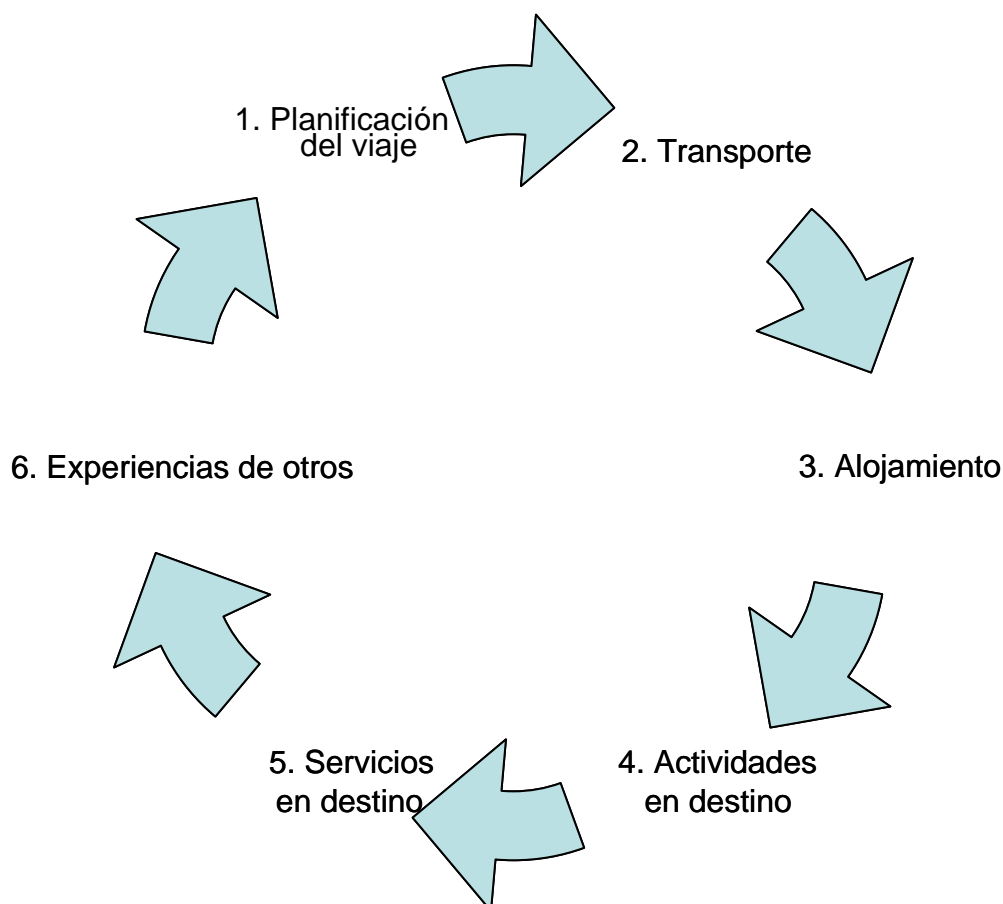 1. Planificación
del viaje
2. Transporte
3. Alojamiento
4. Actividades
en destino
5. Servicios
en destino
6. Experiencias de otros